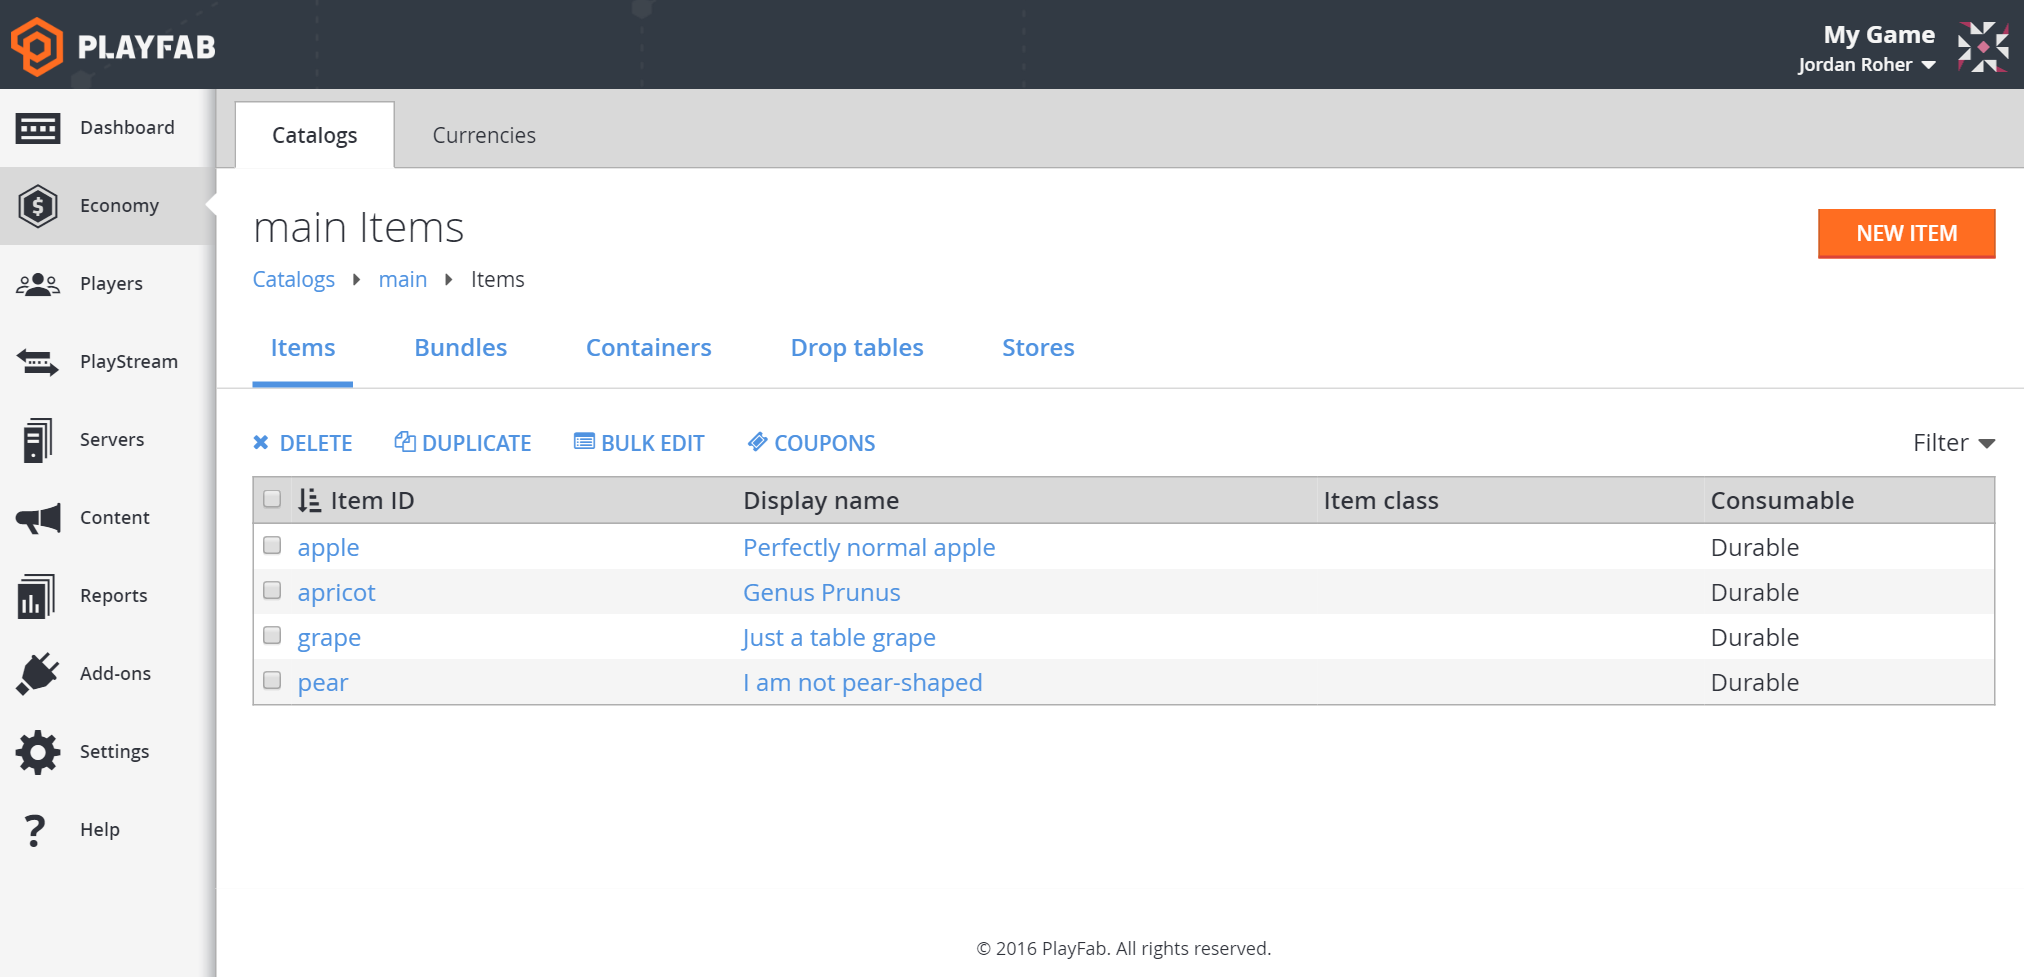 PLAYFAB
My Game
Jordan Roher
Dashboard
Economy
Players
PlayStream
Servers
Content
Reports
Add-ons
Settings
Help
Catalogs Currencies
main Items
NEW ITEM
Catalogs main Items
Items Bundles Containers Drop tables Stores
DELETE DUPLICATE BULK EDIT COUPONS Filter
Item ID Display name Item class Consumable
apple Perfectly normal apple Durable
apricot Genus Prunus Durable
grape Just a table grape Durable
pear I am not pear-shaped Durable
© 2016 PlayFab. All rights reserved.